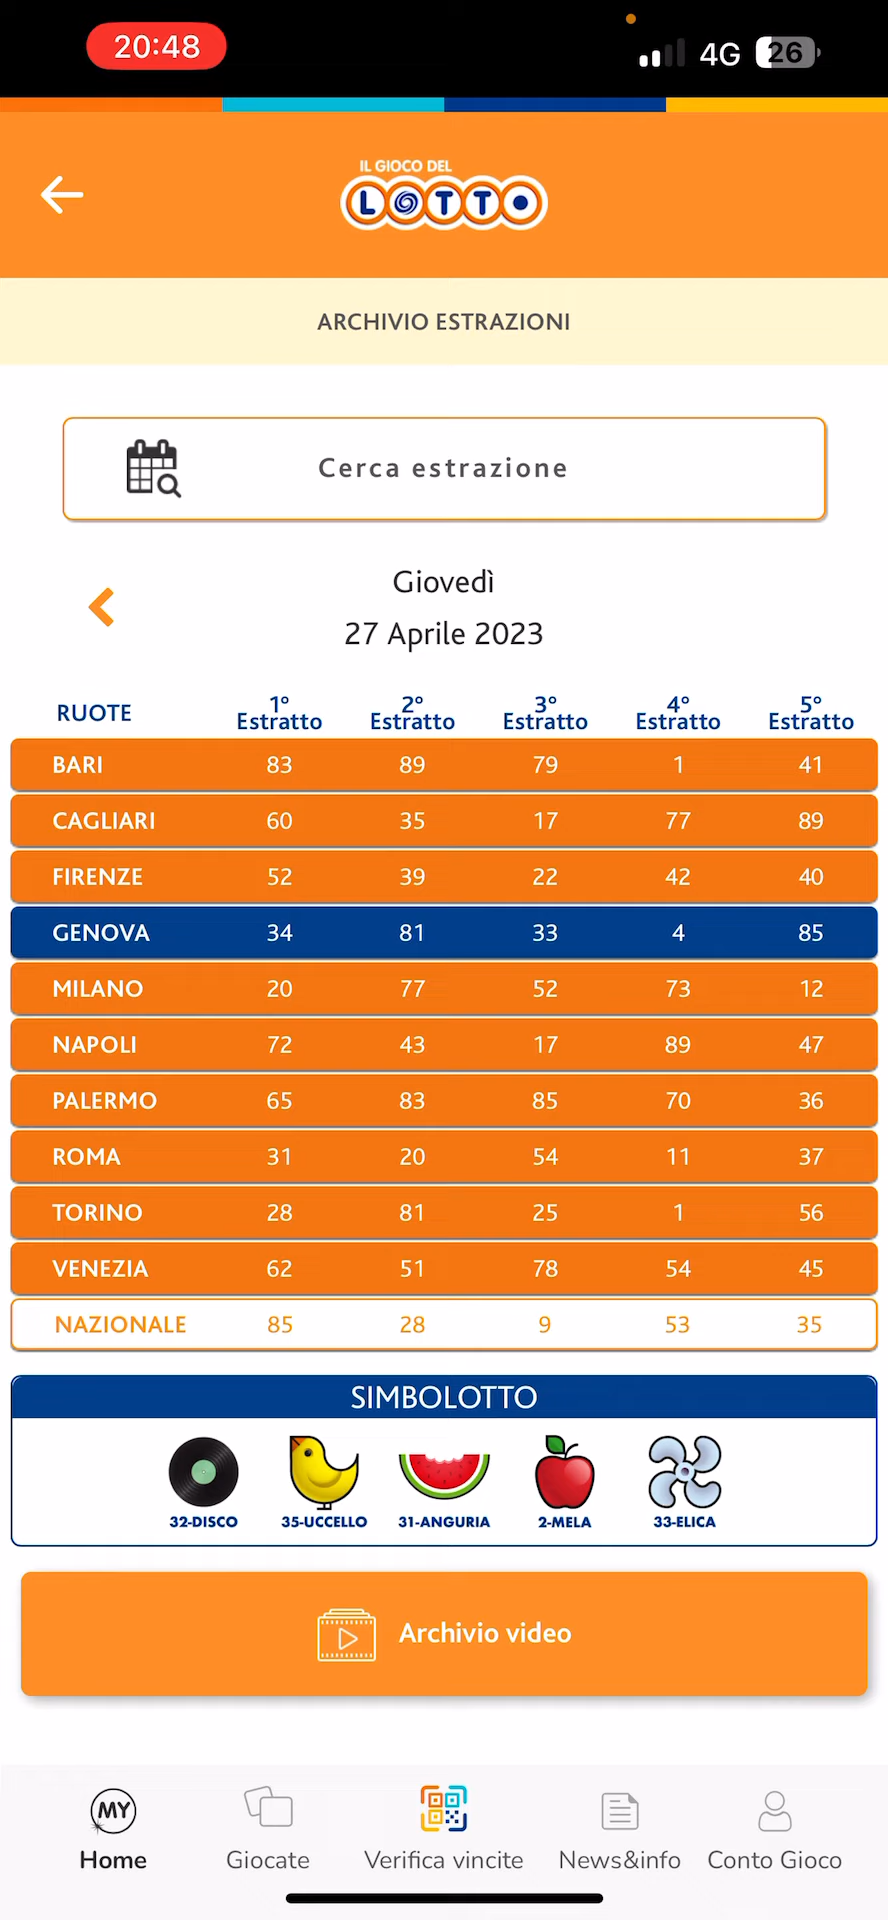 20:48
4G 26
IL GIOCO DEL
LOTTO
ARCHIVIO ESTRAZIONI
Cerca estrazione
Giovedì
27 Aprile 2023
RUOTE 1° Estratto 2° Estratto 3° Estratto 4° Estratto 5° Estratto
BARI 83 89 79 1 41
CAGLIARI 60 35 17 77 89
FIRENZE 52 39 22 42 40
GENOVA 34 81 33 4 85
MILANO 20 77 52 73 12
NAPOLI 72 43 17 89 47
PALERMO 65 83 85 70 36
ROMA 31 20 54 11 37
TORINO 28 81 25 1 56
VENEZIA 62 51 78 54 45
NAZIONALE 85 28 9 53 35
SIMBOLOTTO
32-DISCO 35-UCCELLO 31-ANGURIA 2-MELA 33-ELICA
Archivio video
MY
Home Giocate Verifica vincite News&info Conto Gioco